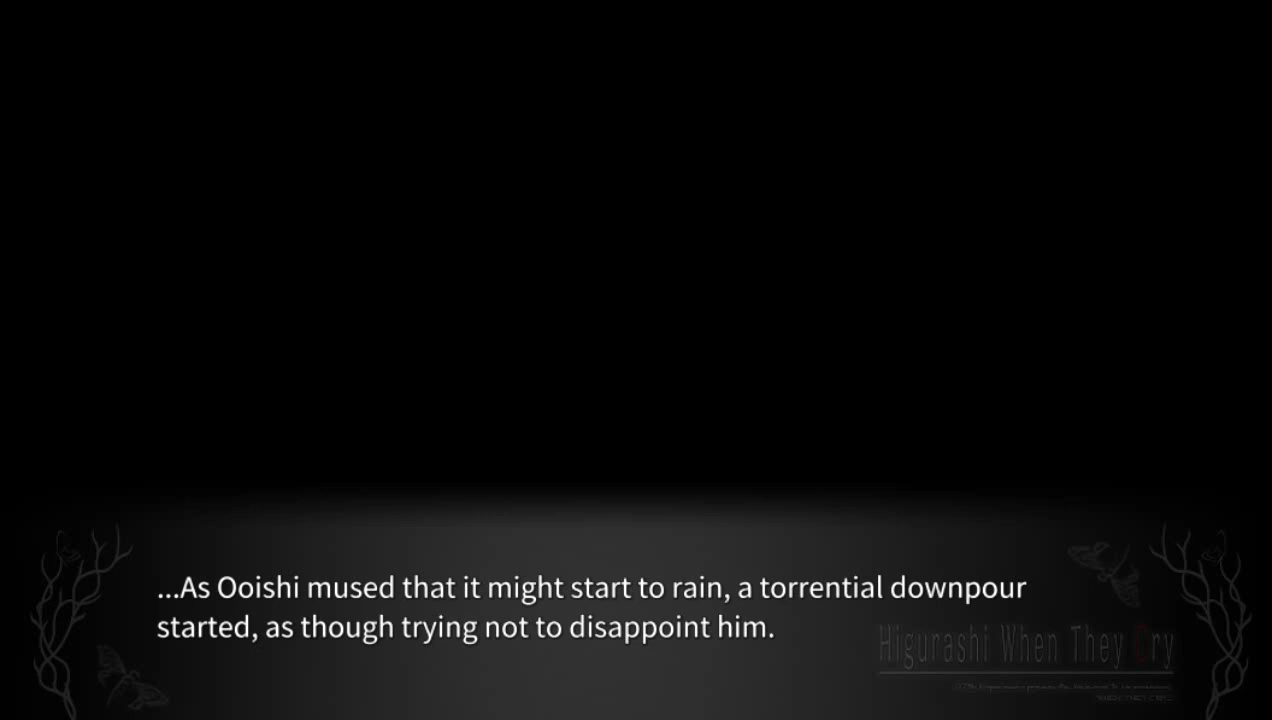 ...As Ooishi mused that it might start to rain, a torrential downpour
started, as though trying not to disappoint him.
Higurashi When They Cry